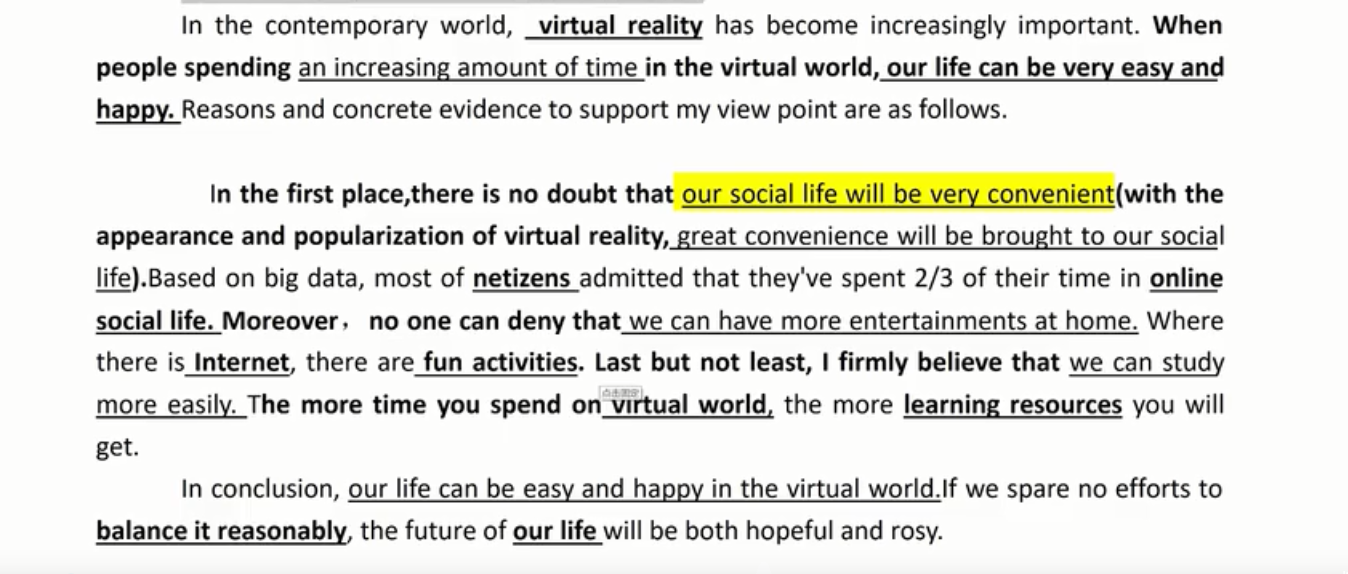 In the contemporary world, virtual reality has become increasingly important. When
people spending an increasing amount of time in the virtual world, our life can be very easy and
happy. Reasons and concrete evidence to support my view point are as follows.
In the first place,there is no doubt that our social life will be very convenient(with the
appearance and popularization of virtual reality, great convenience will be brought to our social
life).Based on big data, most of netizens admitted that they've spent 2/3 of their time in online
social life. Moreover， no one can deny that we can have more entertainments at home. Where
there is Internet, there are fun activities. Last but not least, I firmly believe that we can study
more easily. The more time you spend on virtual world, the more learning resources you will
get.
In conclusion, our life can be easy and happy in the virtual world.If we spare no efforts to
balance it reasonably, the future of our life will be both hopeful and rosy.